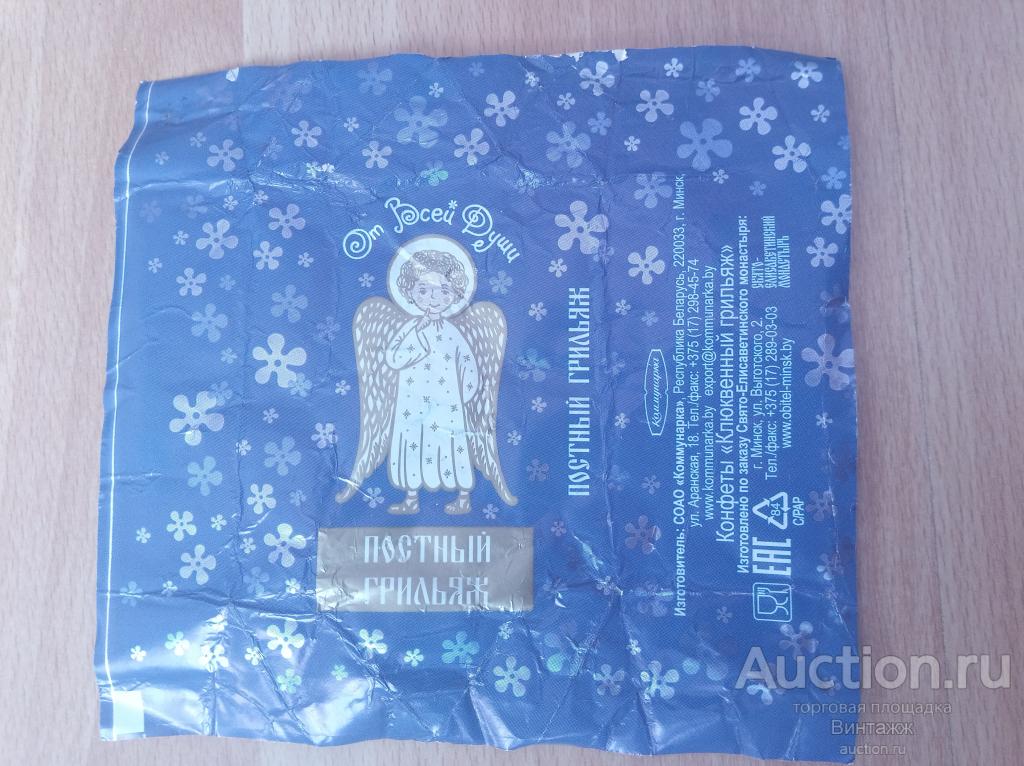 От Всей Души
ПОСТНЫЙ
ГРИЛЬЯЖ
ПОСТНЫЙ ГРИЛЬЯЖ
Коммунарка
Изготовитель: СОАО «Коммунарка», Республика Беларусь, 220033, г. Минск,
ул. Аранская, 18. Тел./факс: +375 (17) 298-45-74
www.kommunarka.by export@kommunarka.by
Конфеты «Клюквенный грильяж»
Изготовлено по заказу Свято-Елисаветинского монастыря:
г. Минск, ул. Выготского, 2.
Тел./факс: +375 (17) 289-03-03
www.obitel-minsk.by
СВЯТО-
ЕЛИСАВЕТИНСКИЙ
МОНАСТЫРЬ
EAC
84
C/PAP
Auction.ru
торговая площадка
Винтажж
auction.ru